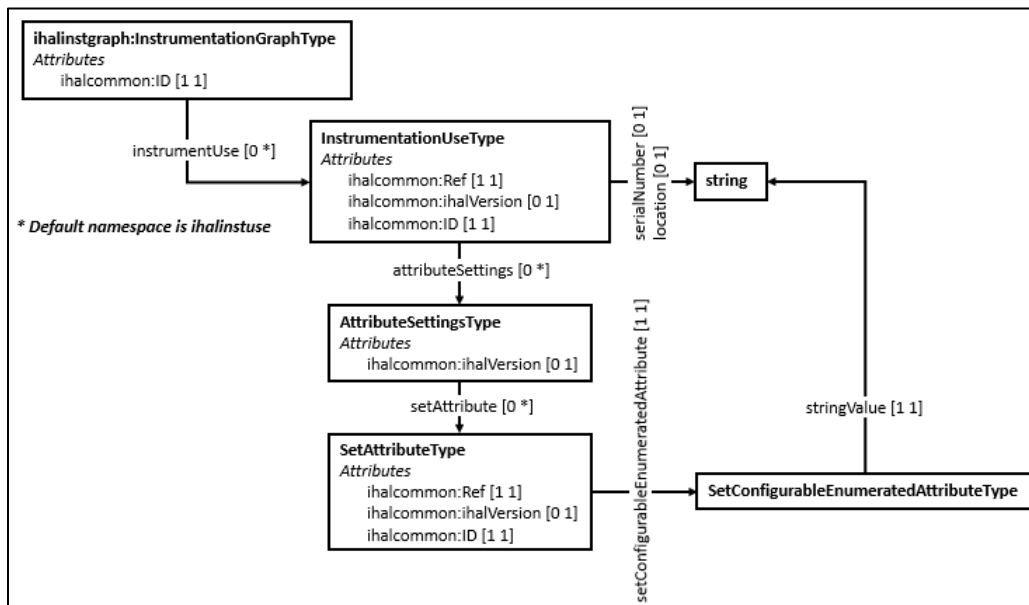 ihalinstgraph:InstrumentationGraphType
Attributes
ihalcommon:ID [1 1]
instrumentUse [0 *]
InstrumentationUseType
Attributes
ihalcommon:Ref [1 1]
ihalcommon:ihalVersion [0 1]
ihalcommon:ID [1 1]
serialNumber [0 1]
location [0 1]
string
* Default namespace is ihalinstuse
attributeSettings [0 *]
AttributeSettingsType
Attributes
ihalcommon:ihalVersion [0 1]
setAttribute [0 *]
SetAttributeType
Attributes
ihalcommon:Ref [1 1]
ihalcommon:ihalVersion [0 1]
ihalcommon:ID [1 1]
setConfigurableEnumeratedAttribute [1 1]
stringValue [1 1]
SetConfigurableEnumeratedAttributeType